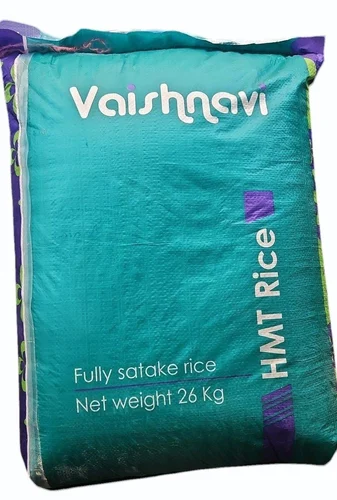 Vaishnavi
HMT Rice
Fully satake rice
Net weight 26 Kg